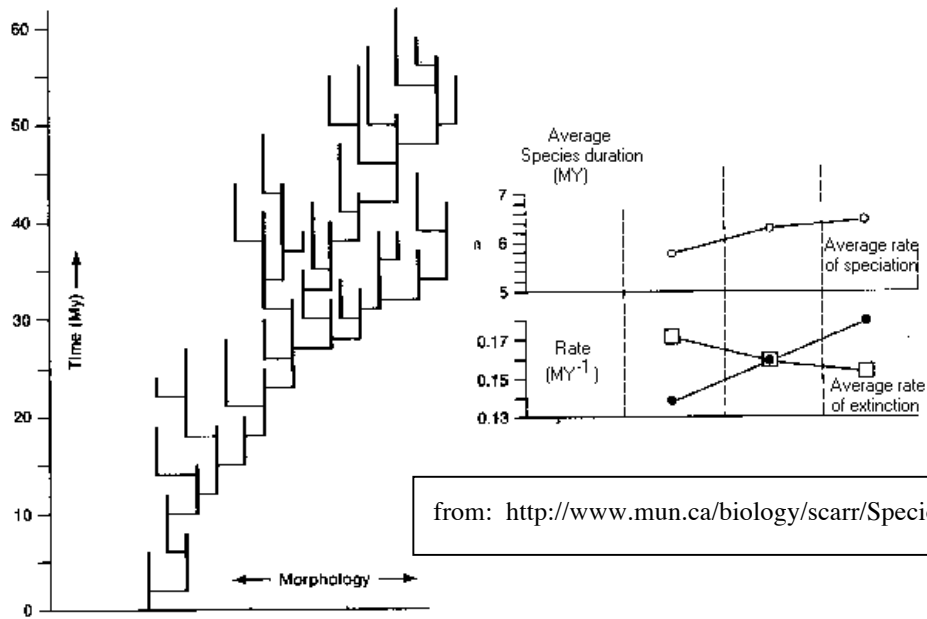 60
50
40
30
20
10
0
Time (My)
Morphology
Average
Species duration
(MY)
7
6
5
Average rate
of speciation
0.17
0.15
0.13
Rate
(MY-1)
Average rate
of extinction
from: http://www.mun.ca/biology/scarr/Specie